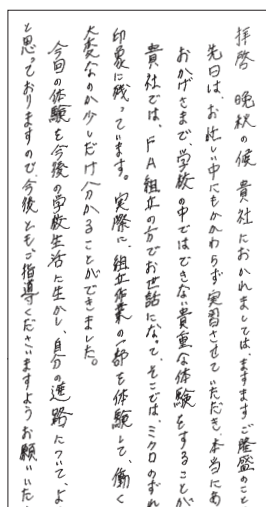 拝啓　晩秋の候　貴社におかれましては、ますますご隆盛のこと
先日は、お忙しい中にもかかわらず実習させていただき、本当にあ
おかげさまで、学校の中ではできない貴重な体験をすることが
貴社では、FA組立の方でお世話になって、そこでは、ミクロのずれ
印象に残っています。実際に、組立作業の一部を体験して、働く
大変なのか少しだけ分かることができました。
今回の体験を今後の学校生活に生かし、自分の進路について、よ
と思っておりますので、今後ともご指導くださいますようお願いいた